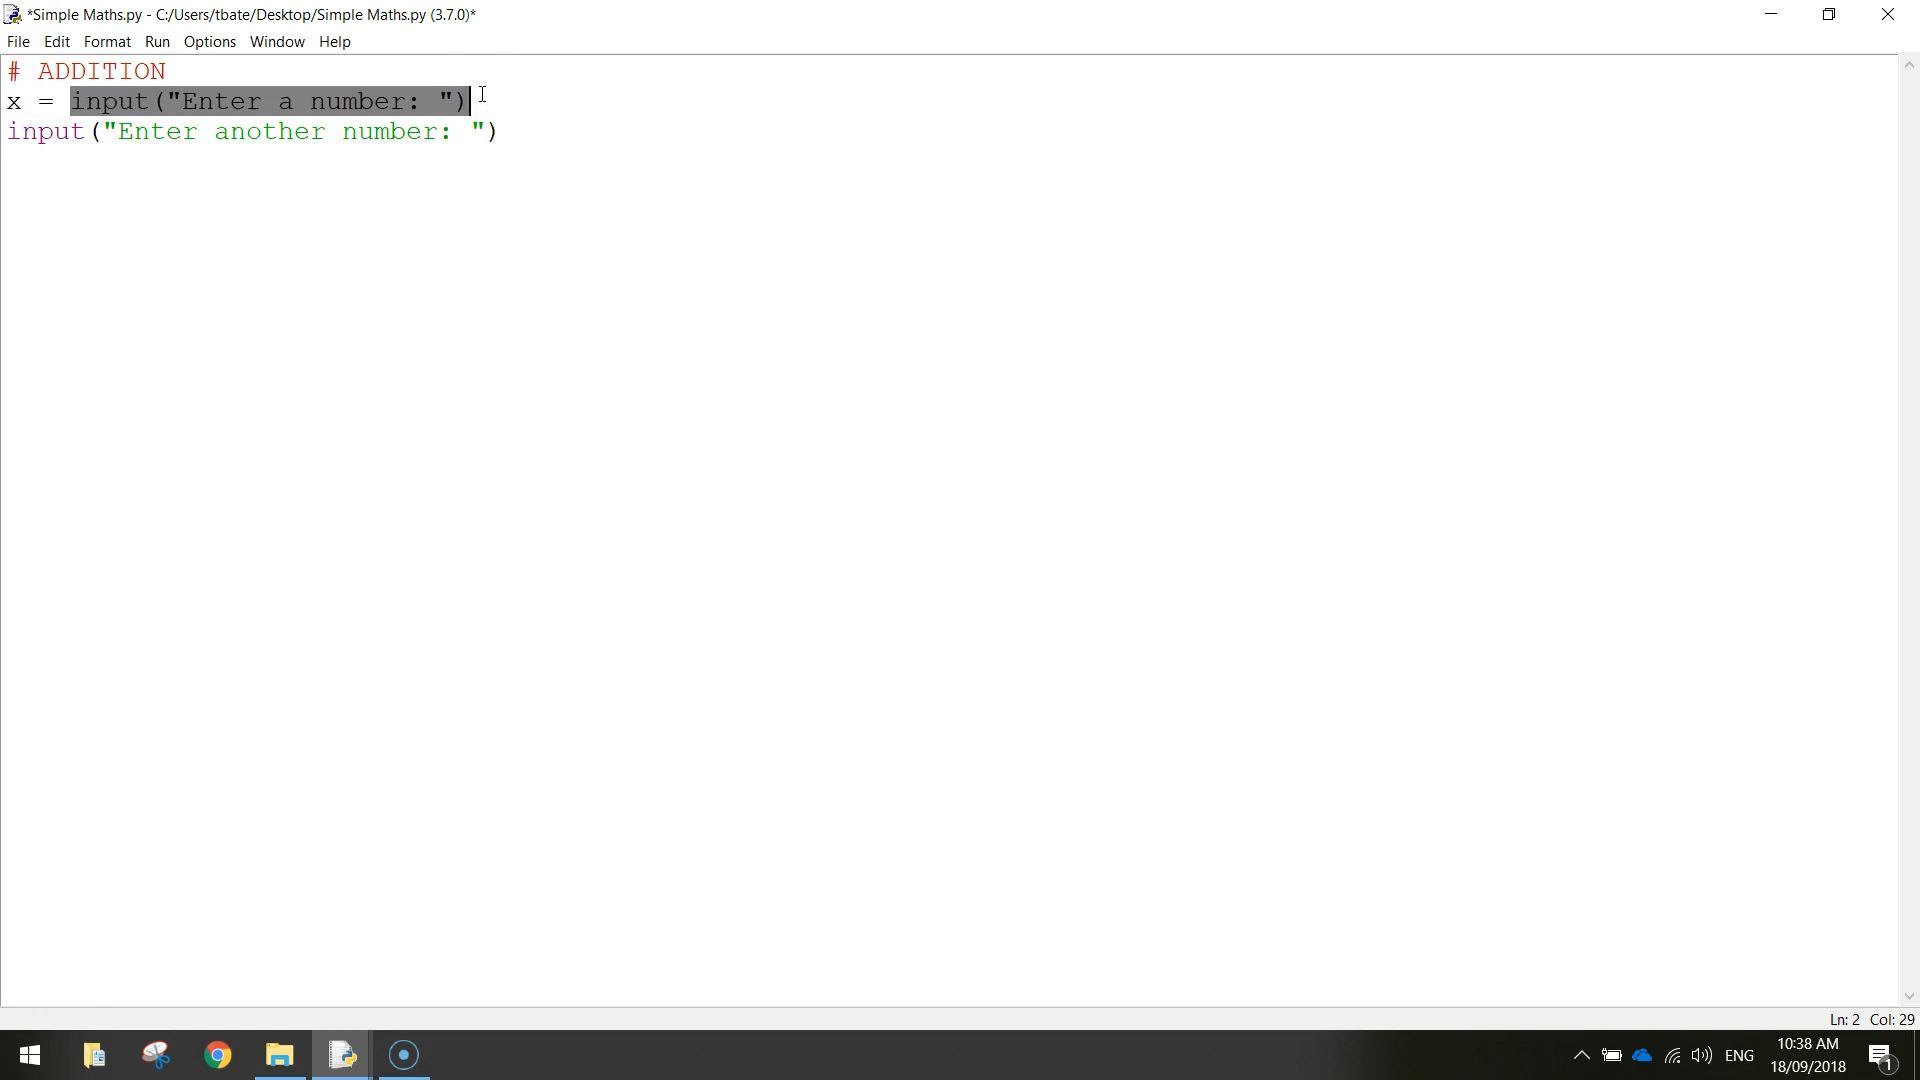 *Simple Maths.py - C:/Users/tbate/Desktop/Simple Maths.py (3.7.0)*
File Edit Format Run Options Window Help
# ADDITION
x = input("Enter a number: ")
input("Enter another number: ")
Ln: 2 Col: 29
ENG
10:38 AM
18/09/2018
1